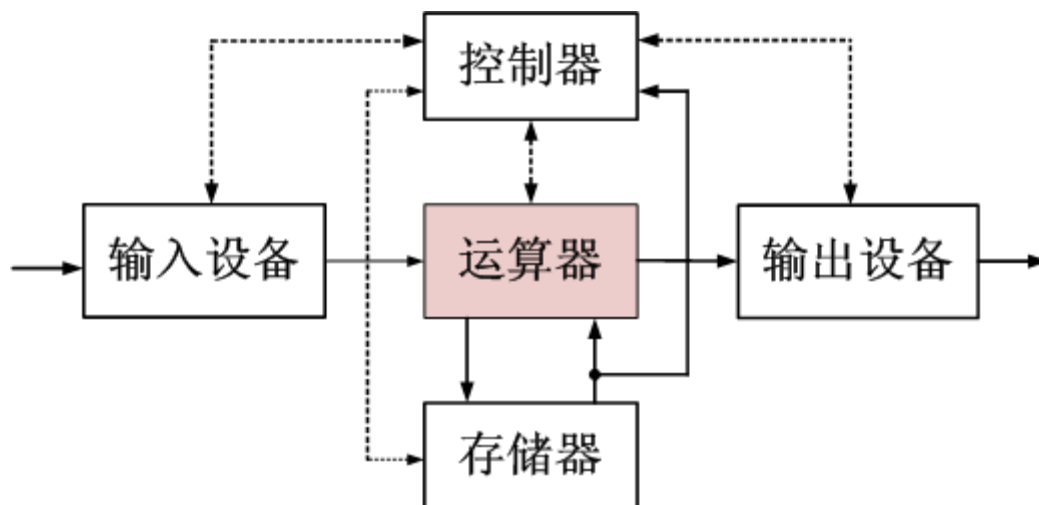 控制器
输入设备
运算器
输出设备
存储器